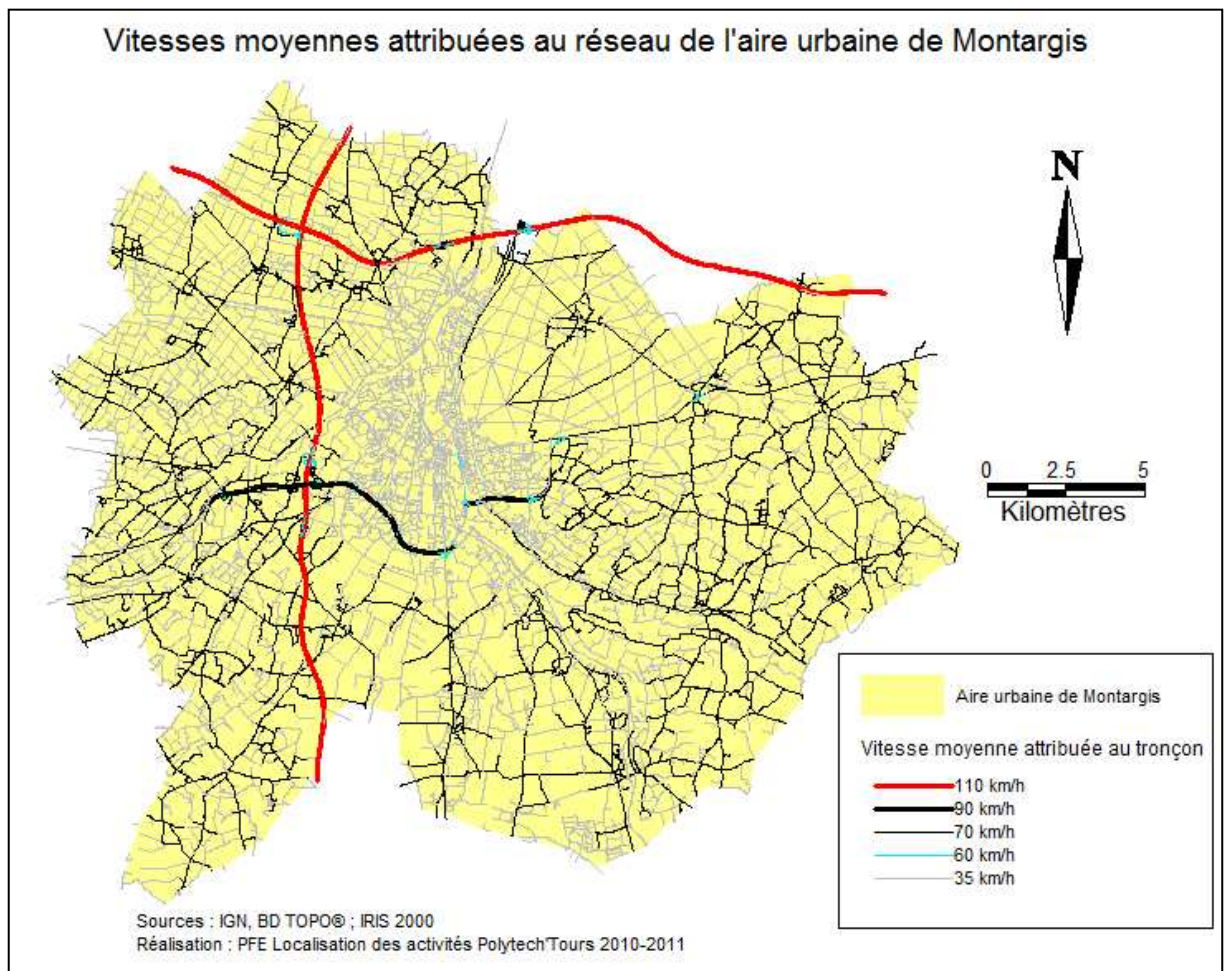 Vitesses moyennes attribuées au réseau de l'aire urbaine de Montargis
N
0 2.5 5
Kilomètres
Aire urbaine de Montargis
Vitesse moyenne attribuée au tronçon
110 km/h
90 km/h
70 km/h
60 km/h
35 km/h
Sources : IGN, BD TOPO® ; IRIS 2000
Réalisation : PFE Localisation des activités Polytech'Tours 2010-2011